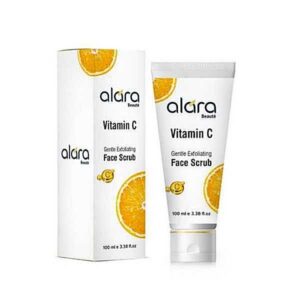 alara
alara
Beauté
Vitamin C
Gentle Exfoliating
Face Scrub
100 ml e 3.38 fl.oz
alara
Beauté
Vitamin C
Gentle Exfoliating
Face Scrub
100 ml e 3.38 fl.oz